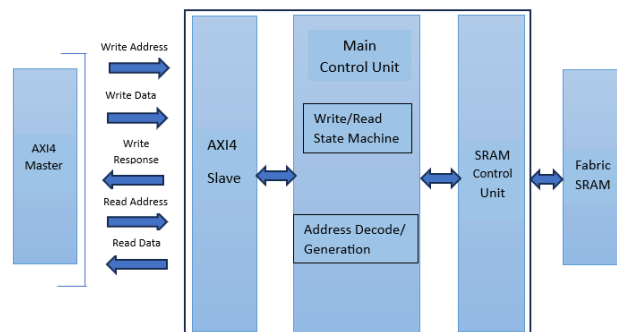 Write Address
Write Data
Write
Response
Read Address
Read Data
AXI4
Master
AXI4
Slave
Main
Control Unit
Write/Read
State Machine
Address Decode/
Generation
SRAM
Control
Unit
Fabric
SRAM